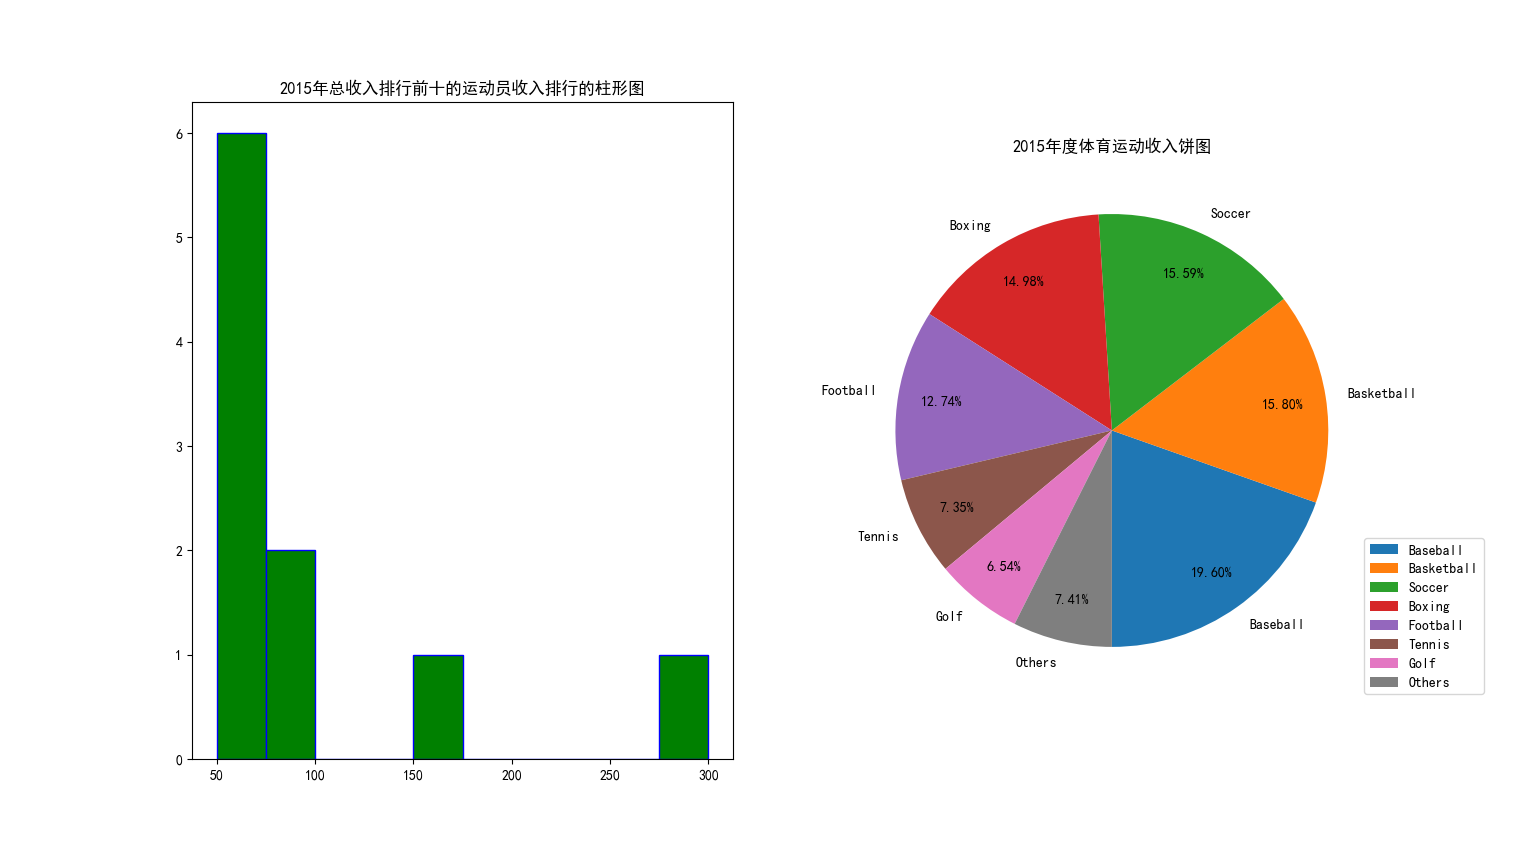 2015年总收入排行前十的运动员收入排行的柱形图
6
5
4
3
2
1
0
50 100 150 200 250 300
2015年度体育运动收入饼图
Soccer
Boxing
15.59%
14.98%
Football
Basketball
12.74%
15.80%
7.35%
Tennis
6.54%
19.60%
7.41%
Golf
Baseball
Others
Baseball
Basketball
Soccer
Boxing
Football
Tennis
Golf
Others